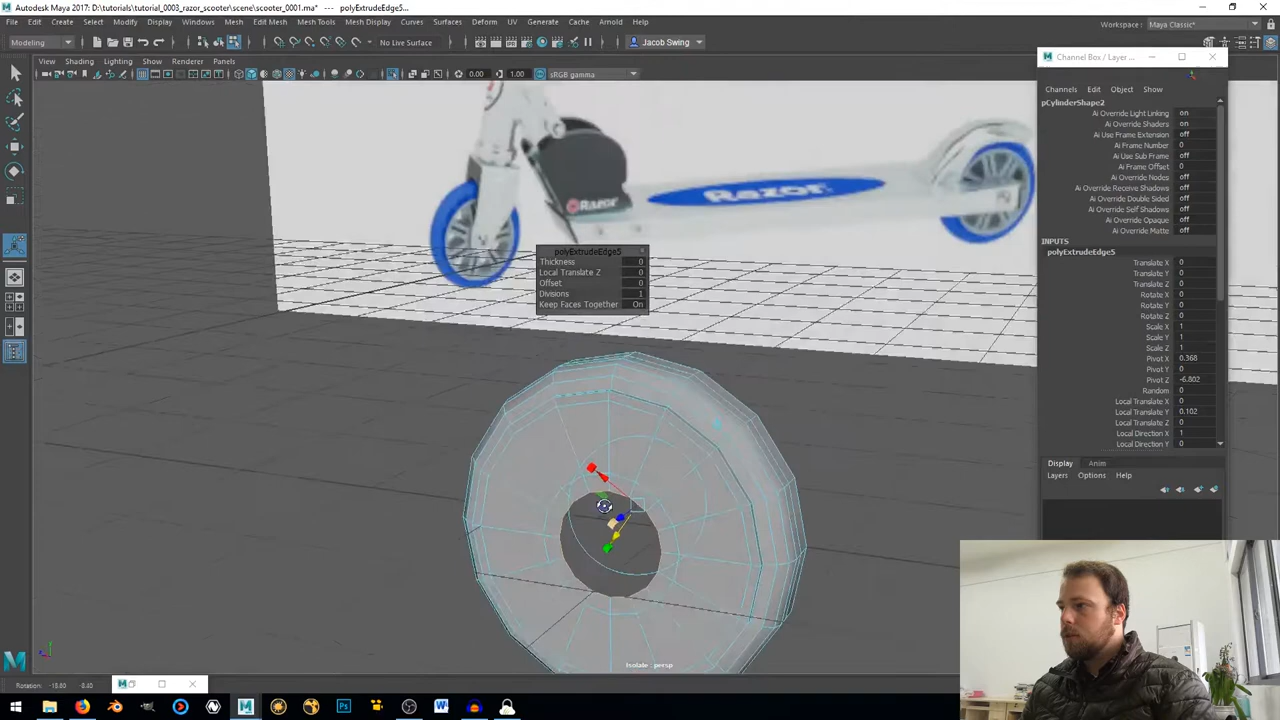 Autodesk Maya 2017: D:\tutorials\tutorial_0003_razor_scooter\scene\scooter_0001.ma* - polyExtrudeEdge5...
File Edit Create Select Modify Display Windows Mesh Edit Mesh Mesh Tools Mesh Display Curves Surfaces Deform UV Generate Cache Arnold Help
Workspace: Maya Classic*
Modeling No Live Surface Jacob Swing
View Shading Lighting Show Renderer Panels
0.00 1.00 sRGB gamma
Channel Box / Layer ...
Channels Edit Object Show
pCylinderShape2
Ai Override Light Linking on
Ai Override Shaders on
Ai Use Frame Extension off
Ai Frame Number 0
Ai Use Sub Frame off
Ai Frame Offset 0
Ai Override Nodes off
Ai Override Receive Shadows off
Ai Override Double Sided off
Ai Override Self Shadows off
Ai Override Opaque off
Ai Override Matte off
INPUTS
polyExtrudeEdge5
Translate X 0
Translate Y 0
Translate Z 0
Rotate X 0
Rotate Y 0
Rotate Z 0
Scale X 1
Scale Y 1
Scale Z 1
Pivot X 0.368
Pivot Y 0
Pivot Z -6.802
Random 0
Local Translate X 0
Local Translate Y 0.102
Local Translate Z 0
Local Direction X 1
Local Direction Y 0
Display Anim
Layers Options Help
Razor
RAZOR
polyExtrudeEdge5
Thickness 0
Local Translate Z 0
Offset 0
Divisions 1
Keep Faces Together On
Isolate : persp
Rotation: -18.80 -8.40